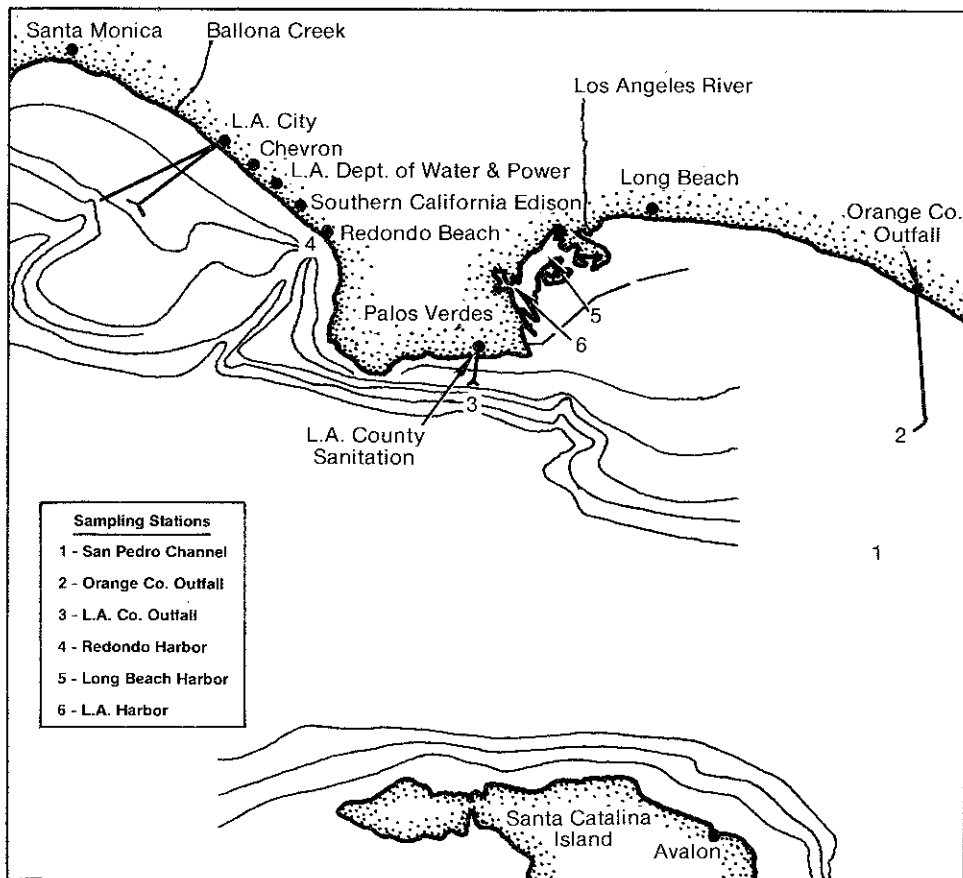 Santa Monica
Ballona Creek
Los Angeles River
L.A. City
Chevron
L.A. Dept. of Water & Power
Long Beach
Southern California Edison
Orange Co.
Outfall
4
Redondo Beach
Palos Verdes
5
6
3
2
L.A. County
Sanitation
1
Sampling Stations
1 - San Pedro Channel
2 - Orange Co. Outfall
3 - L.A. Co. Outfall
4 - Redondo Harbor
5 - Long Beach Harbor
6 - L.A. Harbor
Santa Catalina
Island
Avalon